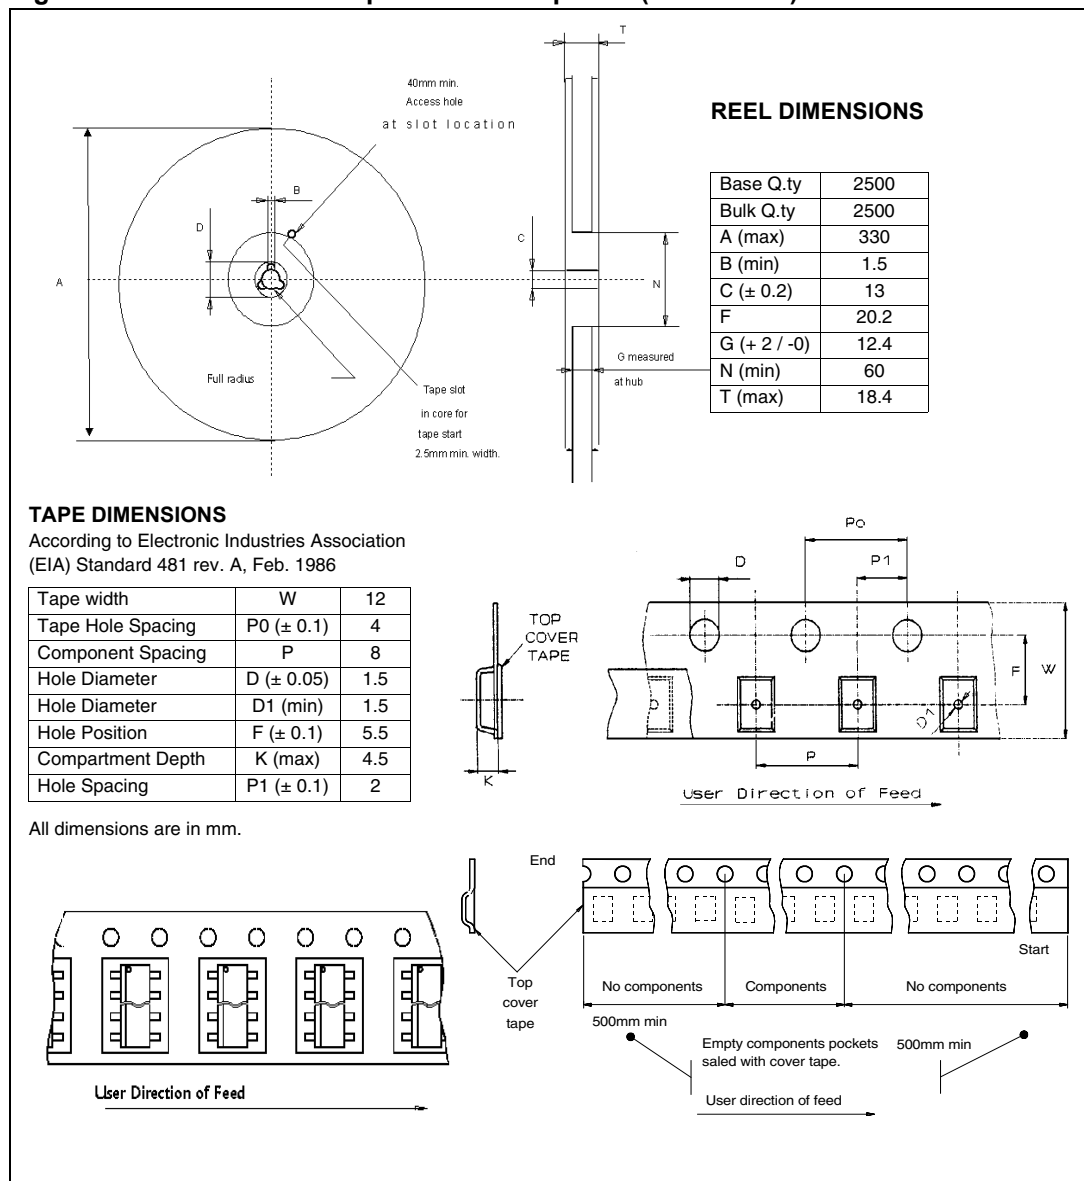 T
40mm min.
Access hole
at slot location
B
D
A
Full radius
Tape slot
in core for
tape start
2.5mm min. width.
C
N
G measured
at hub
REEL DIMENSIONS
Base Q.ty 2500
Bulk Q.ty 2500
A (max) 330
B (min) 1.5
C (± 0.2) 13
F 20.2
G (+ 2 / -0) 12.4
N (min) 60
T (max) 18.4
TAPE DIMENSIONS
According to Electronic Industries Association
(EIA) Standard 481 rev. A, Feb. 1986
Tape width W 12
Tape Hole Spacing P0 (± 0.1) 4
Component Spacing P 8
Hole Diameter D (± 0.05) 1.5
Hole Diameter D1 (min) 1.5
Hole Position F (± 0.1) 5.5
Compartment Depth K (max) 4.5
Hole Spacing P1 (± 0.1) 2
All dimensions are in mm.
TOP
COVER
TAPE
K
Po
P1
D
F
W
D1
P
User Direction of Feed
User Direction of Feed
End
Start
Top
cover
tape
No components
Components
No components
500mm min
Empty components pockets
saled with cover tape.
500mm min
User direction of feed